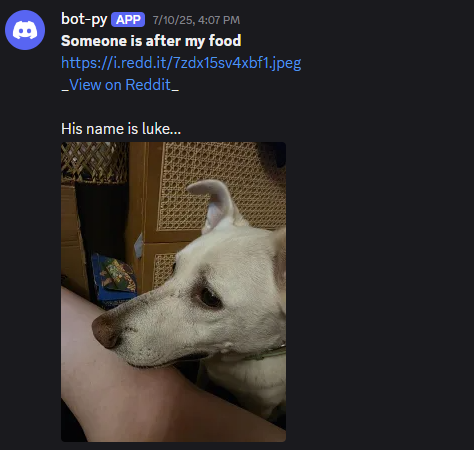 bot-py APP 7/10/25, 4:07 PM
Someone is after my food
https://i.redd.it/7zdx15sv4xbf1.jpeg
_View on Reddit_
His name is luke...